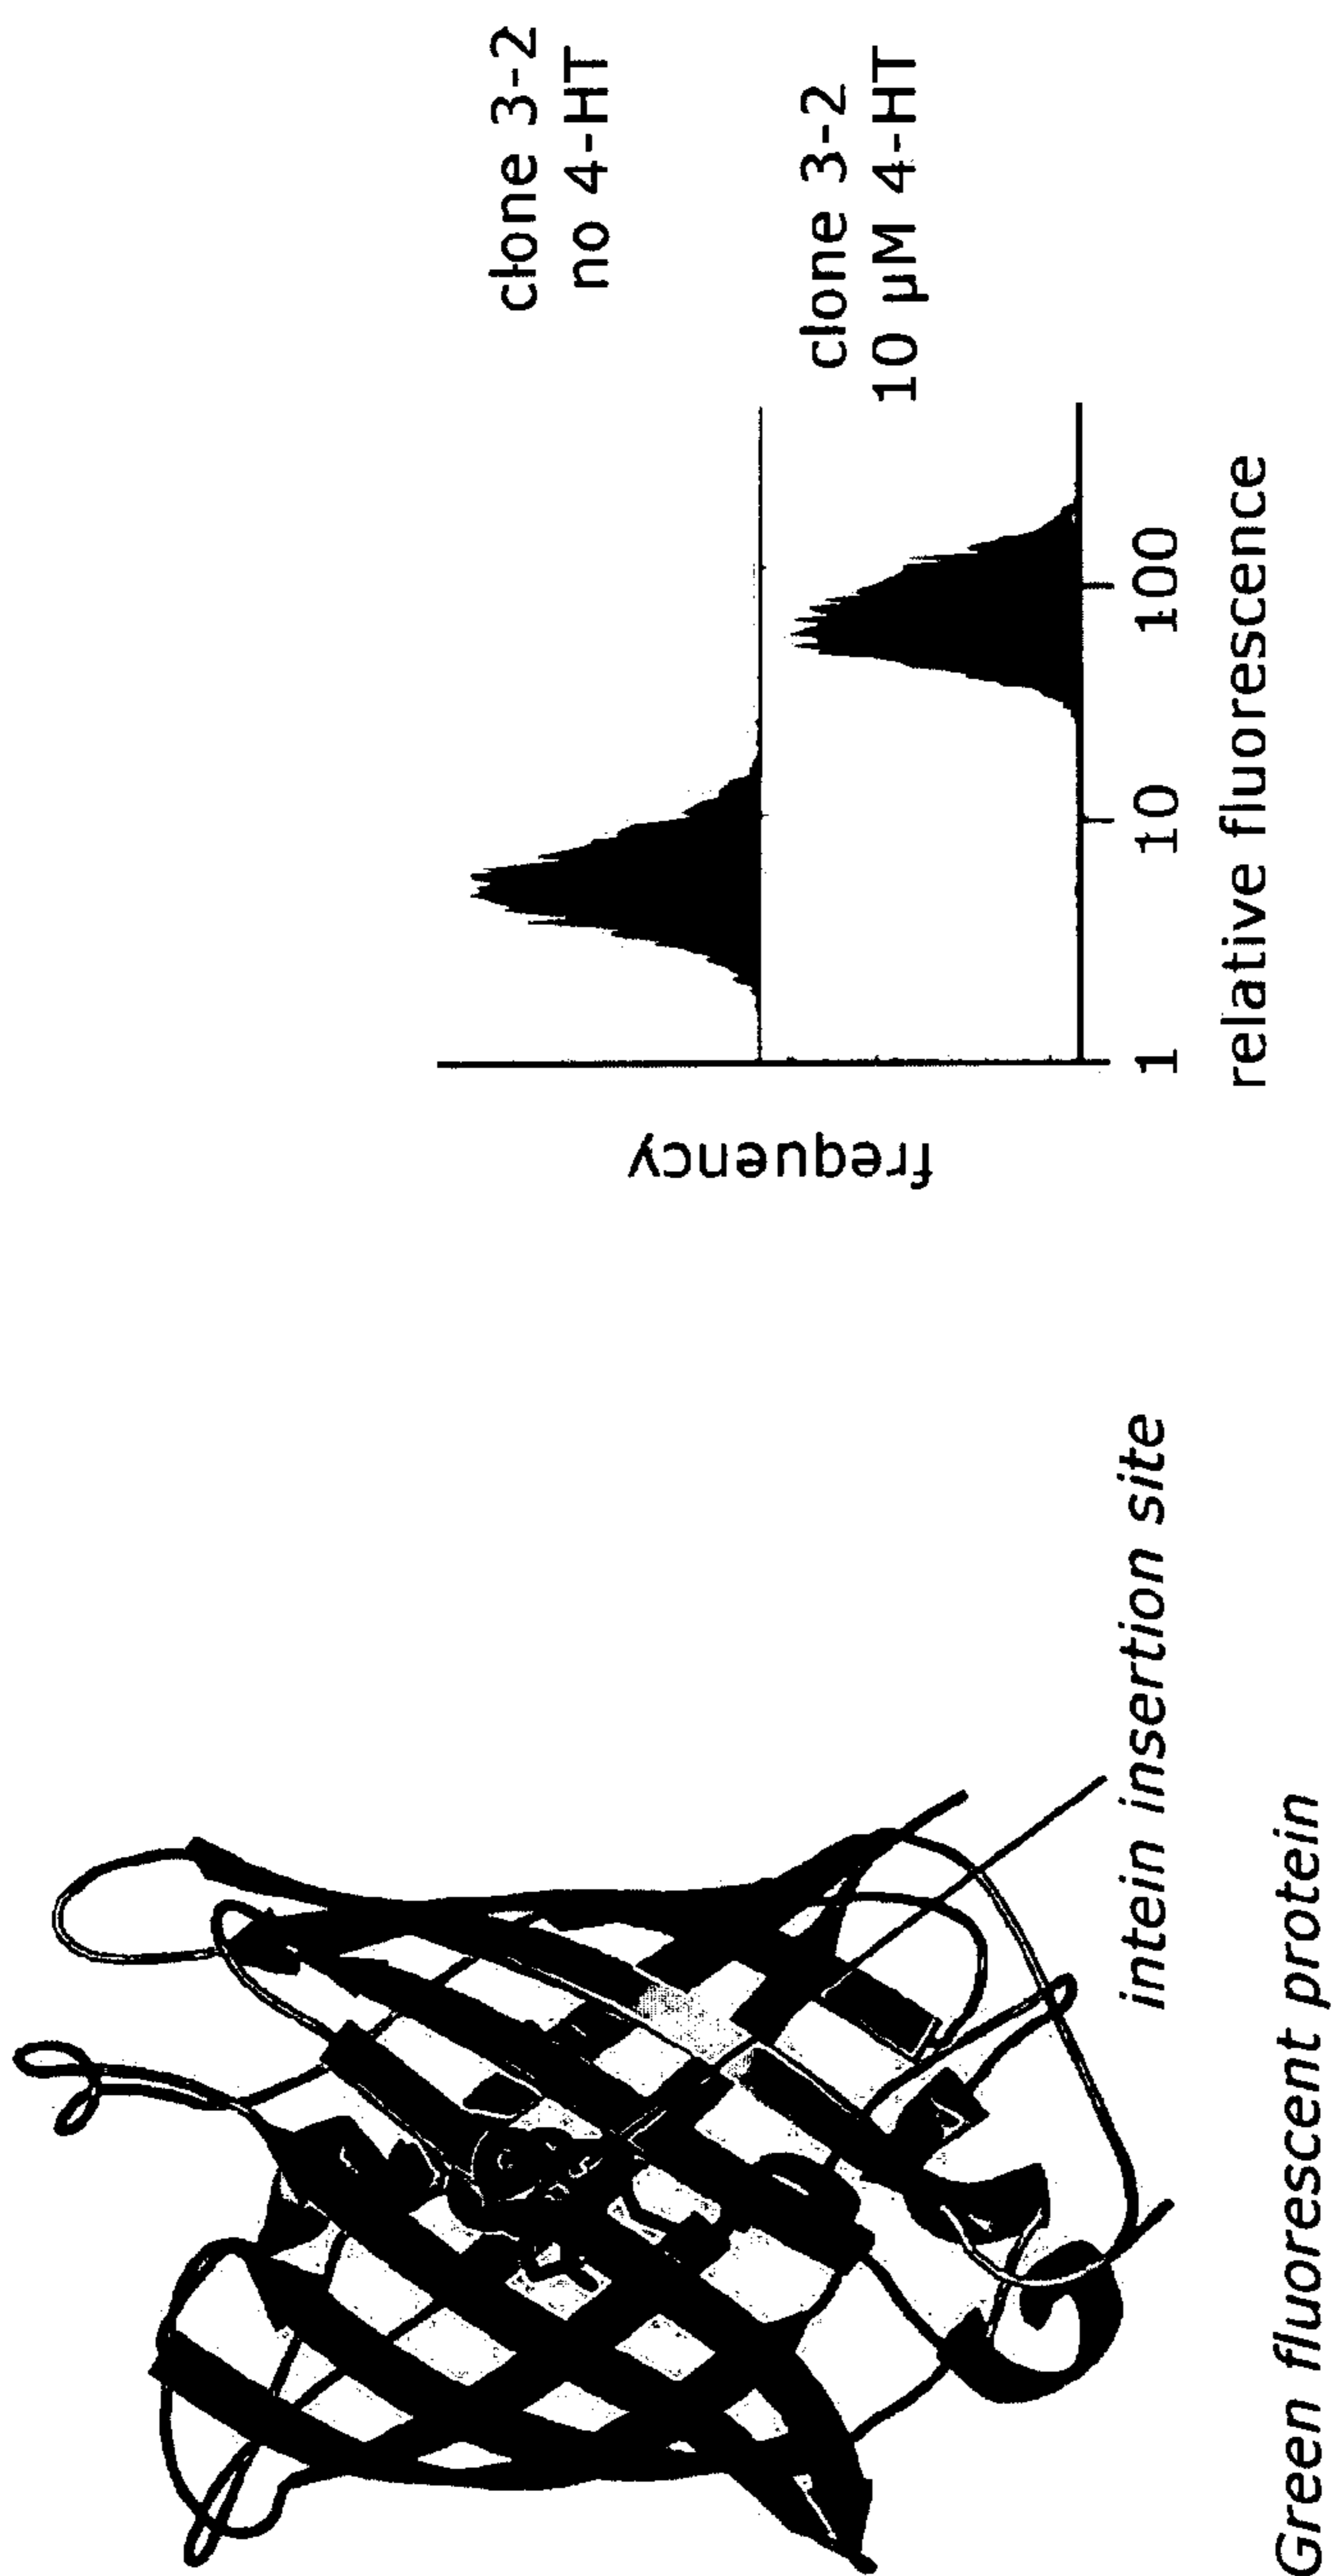 intein insertion site
Green fluorescent protein
frequency
clone 3-2
no 4-HT
clone 3-2
10 µM 4-HT
1 10 100
relative fluorescence